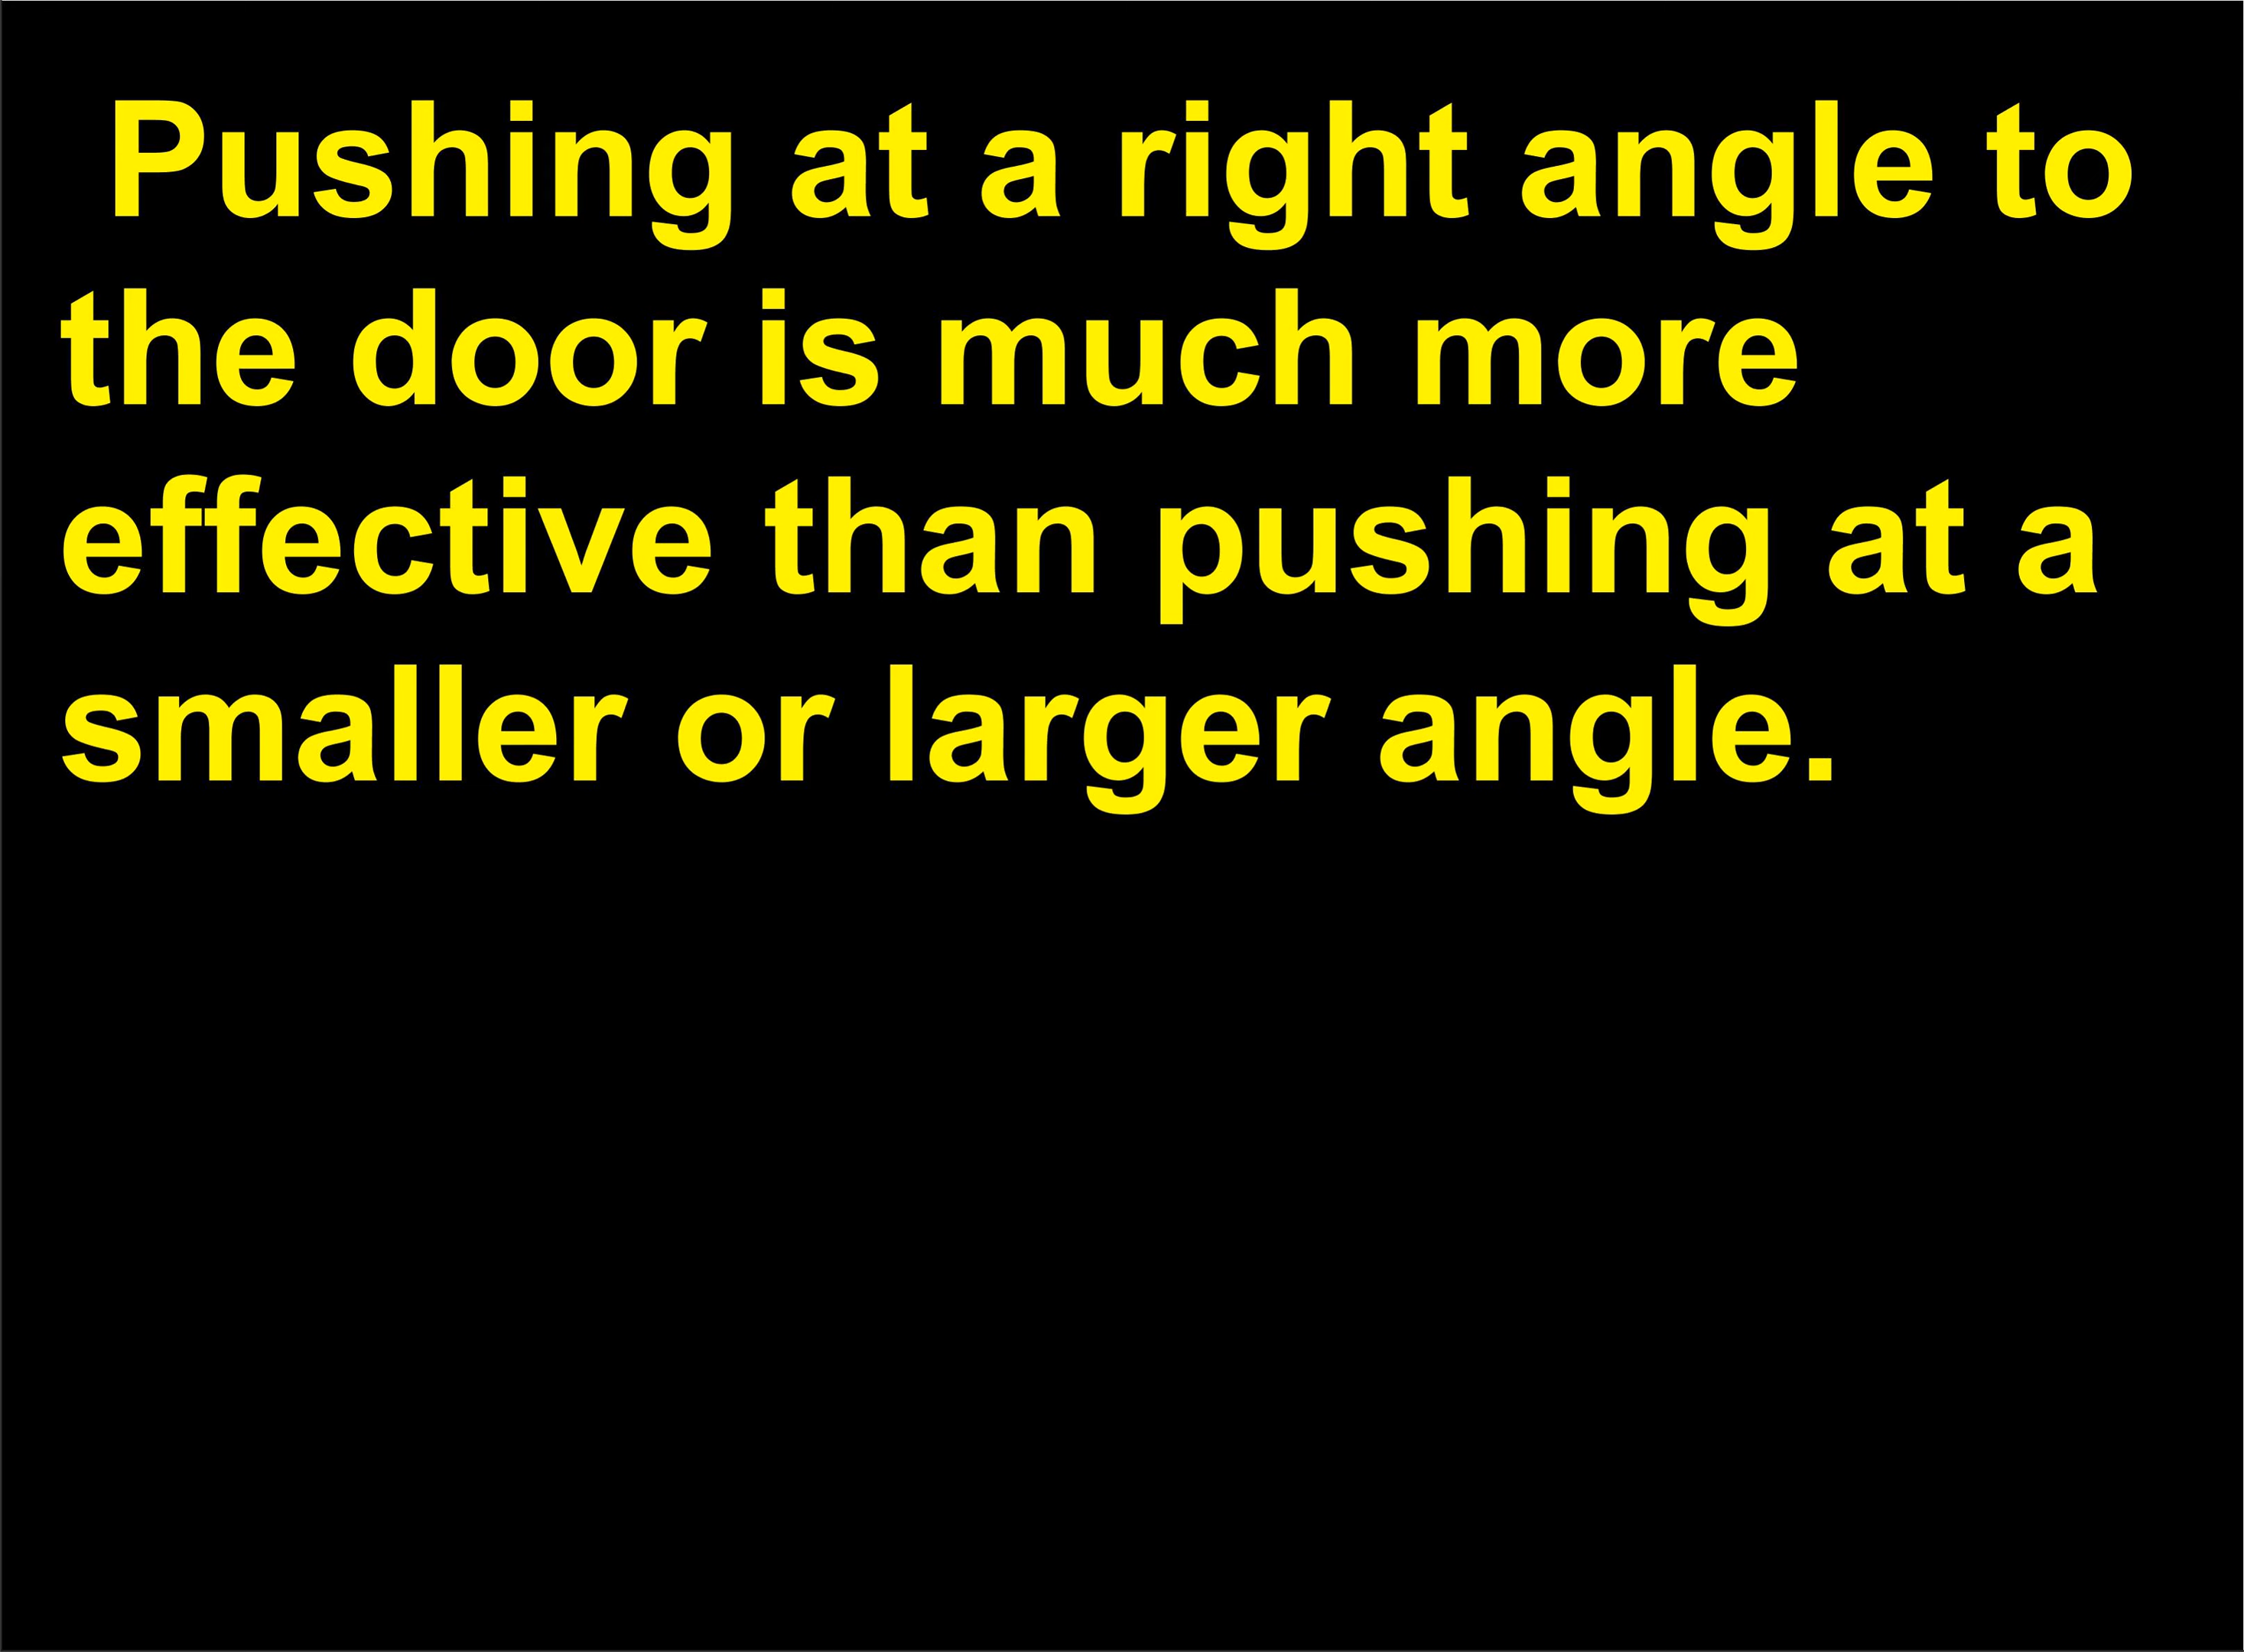 Pushing at a right angle to
the door is much more
effective than pushing at a
smaller or larger angle.